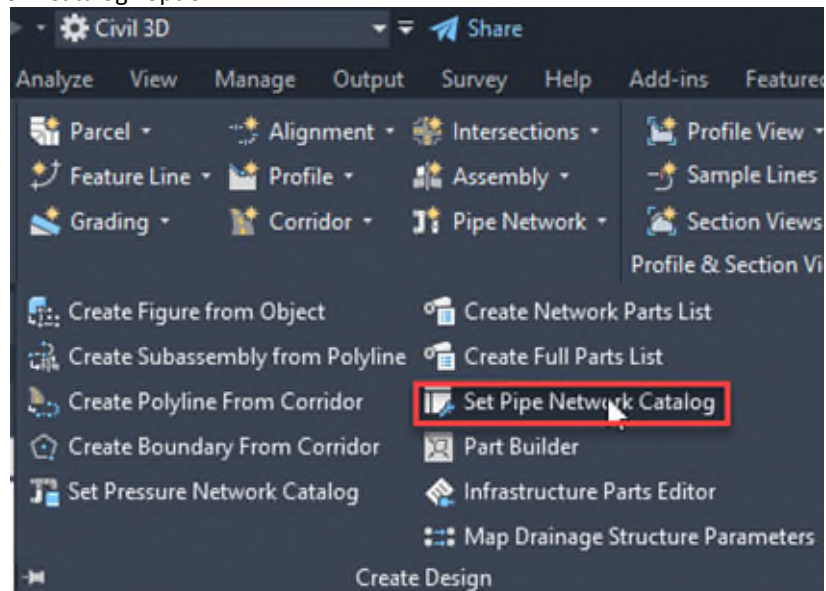 Civil 3D Share
Analyze View Manage Output Survey Help Add-ins Featured
Parcel Alignment Intersections Profile View
Feature Line Profile Assembly Sample Lines
Grading Corridor Pipe Network Section Views
Profile & Section Vi
Create Figure from Object Create Network Parts List
Create Subassembly from Polyline Create Full Parts List
Create Polyline From Corridor Set Pipe Network Catalog
Create Boundary From Corridor Part Builder
Set Pressure Network Catalog Infrastructure Parts Editor
Map Drainage Structure Parameters
Create Design